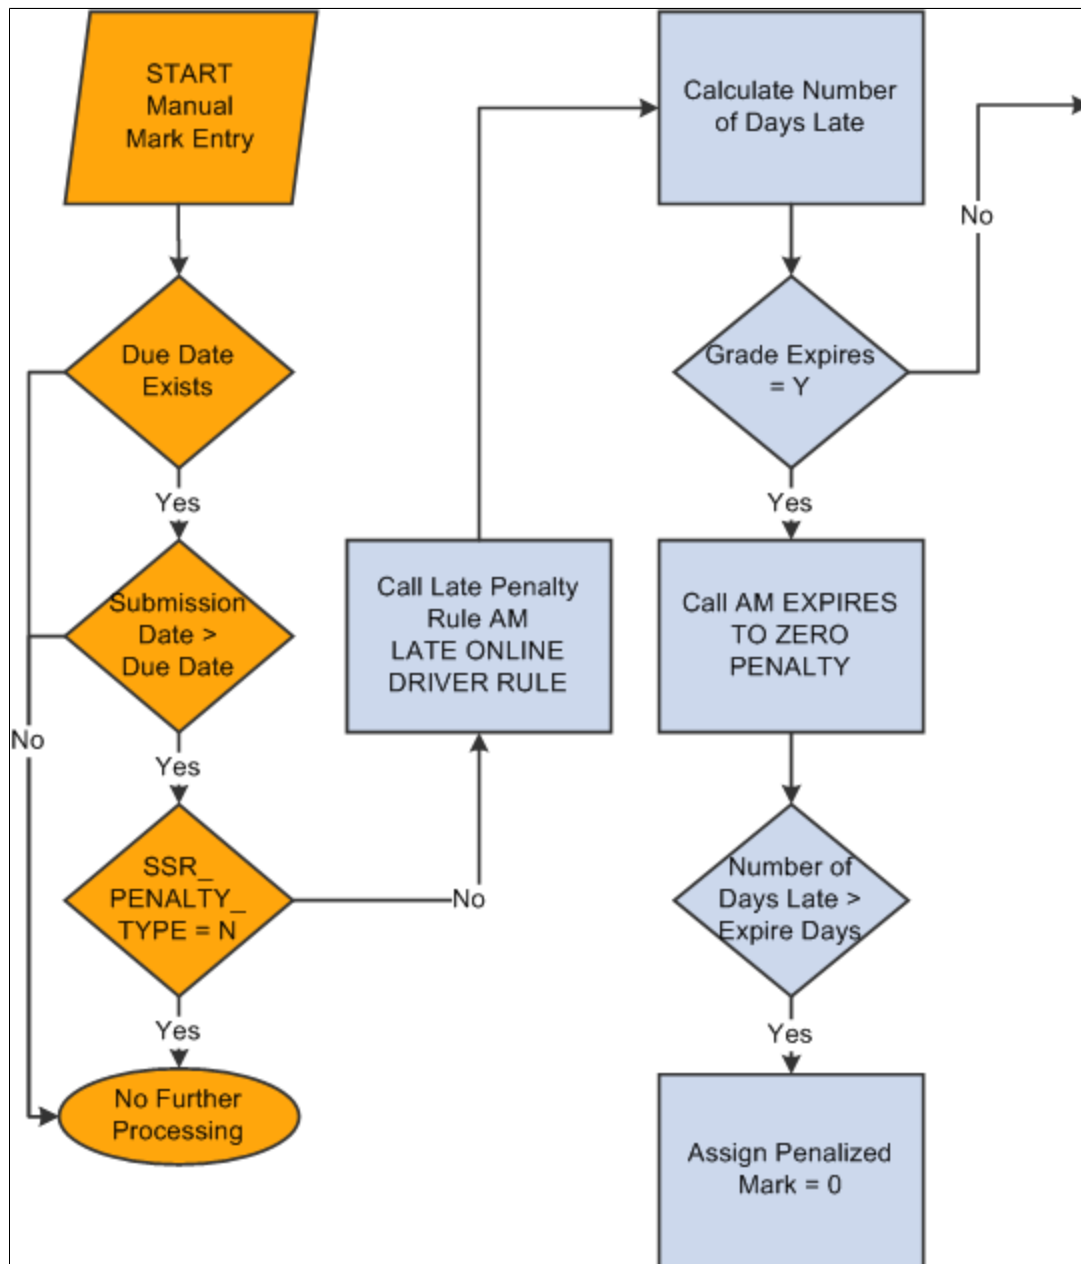 START
Manual
Mark Entry
Due Date
Exists
Yes
Submission
Date >
Due Date
No
Yes
SSR_
PENALTY_
TYPE = N
No
Yes
No Further
Processing
Call Late Penalty
Rule AM
LATE ONLINE
DRIVER RULE
Calculate Number
of Days Late
No
Grade Expires
= Y
Yes
Call AM EXPIRES
TO ZERO
PENALTY
Number of
Days Late >
Expire Days
Yes
Assign Penalized
Mark = 0